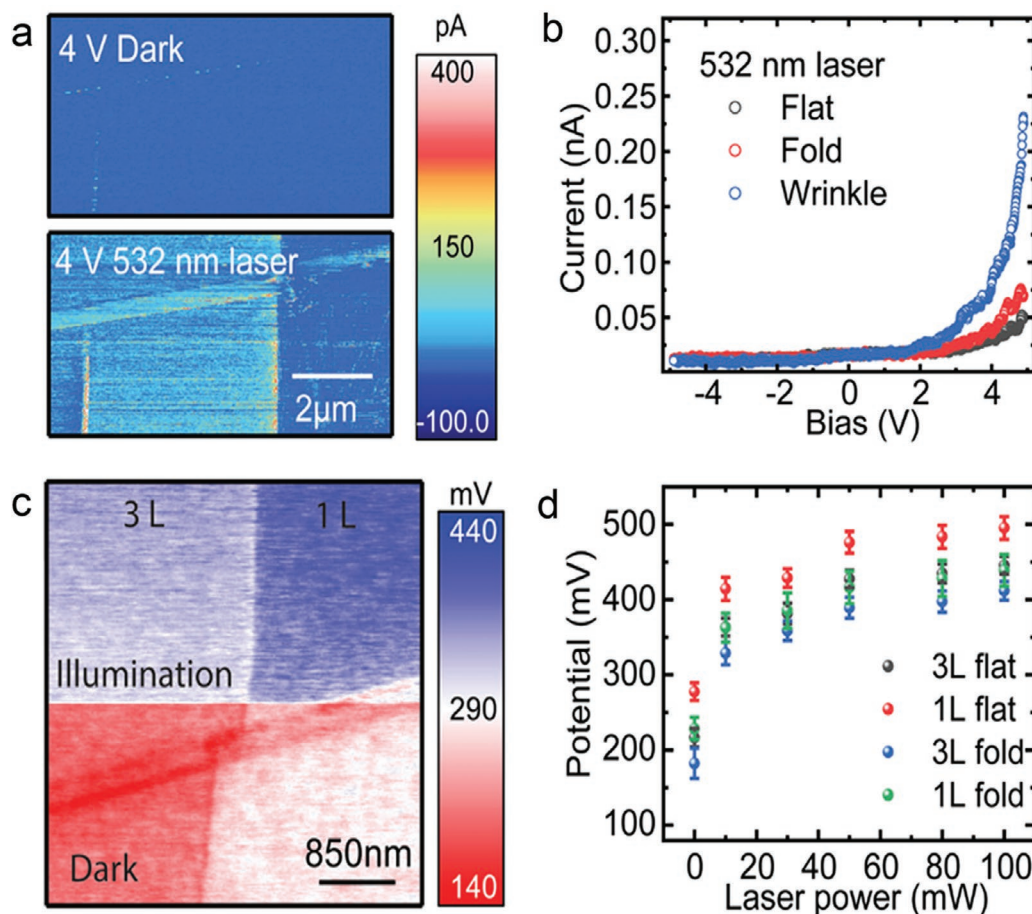 a
4 V Dark
4 V 532 nm laser
2μm
pA
400
150
-100.0
b
532 nm laser
Flat
Fold
Wrinkle
Current (nA)
0.30
0.25
0.20
0.15
0.10
0.05
-4 -2 0 2 4
Bias (V)
c
3 L 1 L
Illumination
Dark
850nm
mV
440
290
140
d
Potential (mV)
500
400
300
200
100
3L flat
1L flat
3L fold
1L fold
0 20 40 60 80 100
Laser power (mW)